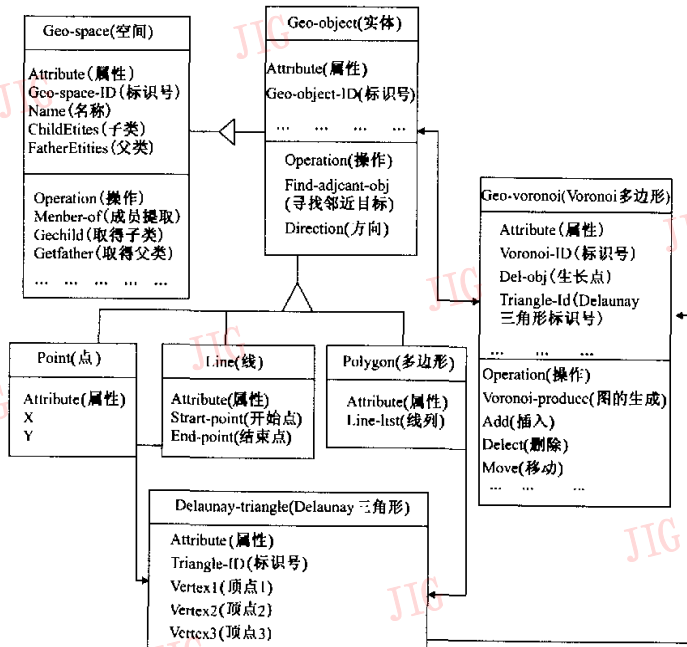 Geo-space(空间)
Attribute(属性)
Geo-space-ID(标识号)
Name(名称)
ChildEtites(子类)
FatherEtities(父类)
Operation(操作)
Menber-of(成员提取)
Gechild(取得子类)
Getfather(取得父类)
... ... ... ... ...
Geo-object(实体)
Attribute(属性)
Geo-object-ID(标识号)
... ... ... ...
Operation(操作)
Find-adjcant-obj
(寻找邻近目标)
Direction(方向)
Geo-voronoi(Voronoi多边形)
Attribute(属性)
Voronoi-ID(标识号)
Del-obj(生长点)
Triangle-Id(Delaunay
三角形标识号)
... ... ...
Operation(操作)
Voronoi-produce(图的生成)
Add(插入)
Delect(删除)
Move(移动)
... ... ...
Point(点)
Attribute(属性)
X
Y
Line(线)
Attribute(属性)
Strart-point(开始点)
End-point(结束点)
Polygon(多边形)
Attribute(属性)
Line-list(线列)
Delaunay-triangle(Delaunay三角形)
Attribute(属性)
Triangle-ID(标识号)
Vertex1(顶点1)
Vertex2(顶点2)
Vertex3(顶点3)
JIG
JIG
JIG
JIG
JIG
JIG